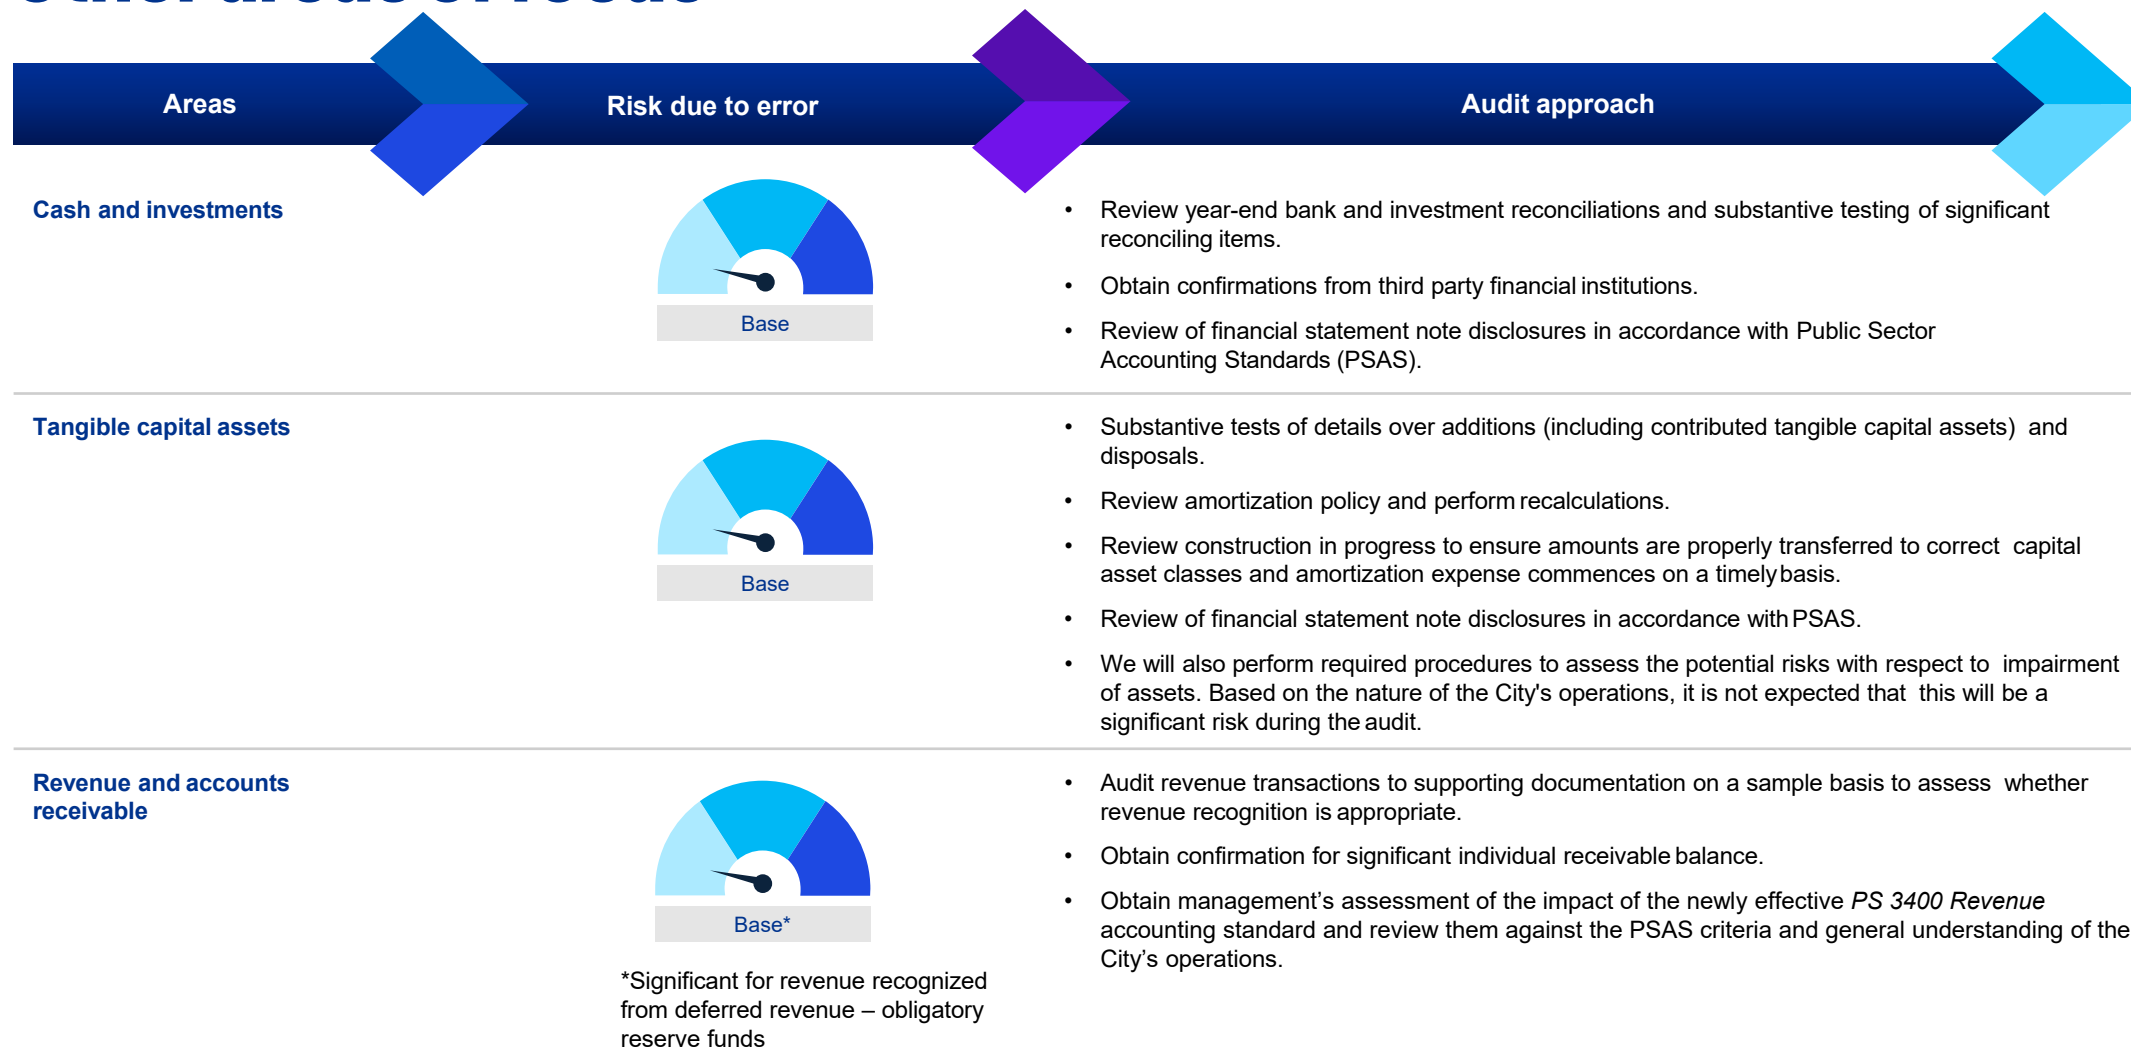 Other areas of focus
Areas
Risk due to error
Audit approach
Cash and investments
Base
• Review year-end bank and investment reconciliations and substantive testing of significant
reconciling items.
• Obtain confirmations from third party financial institutions.
• Review of financial statement note disclosures in accordance with Public Sector
Accounting Standards (PSAS).
Tangible capital assets
Base
• Substantive tests of details over additions (including contributed tangible capital assets) and
disposals.
• Review amortization policy and perform recalculations.
• Review construction in progress to ensure amounts are properly transferred to correct capital
asset classes and amortization expense commences on a timely basis.
• Review of financial statement note disclosures in accordance with PSAS.
• We will also perform required procedures to assess the potential risks with respect to impairment
of assets. Based on the nature of the City's operations, it is not expected that this will be a
significant risk during the audit.
Revenue and accounts
receivable
Base*
*Significant for revenue recognized
from deferred revenue – obligatory
reserve funds
• Audit revenue transactions to supporting documentation on a sample basis to assess whether
revenue recognition is appropriate.
• Obtain confirmation for significant individual receivable balance.
• Obtain management’s assessment of the impact of the newly effective PS 3400 Revenue
accounting standard and review them against the PSAS criteria and general understanding of the
City’s operations.